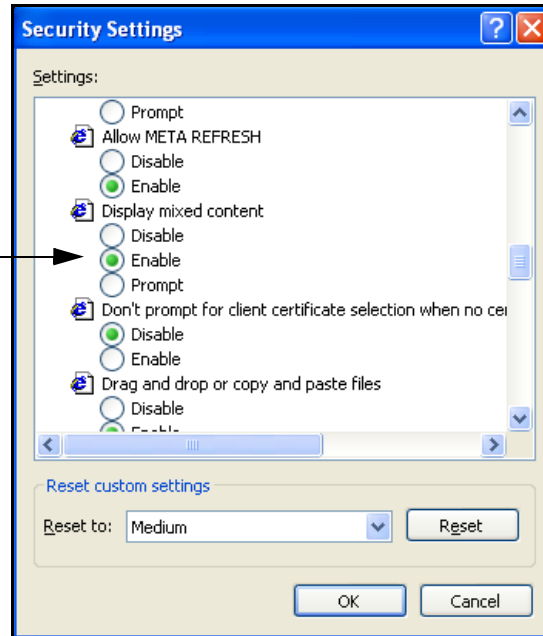 Security Settings
Settings:
Prompt
Allow META REFRESH
Disable
Enable
Display mixed content
Disable
Enable
Prompt
Don't prompt for client certificate selection when no cer
Disable
Enable
Drag and drop or copy and paste files
Disable
Enable
Reset custom settings
Reset to: Medium Reset
OK Cancel